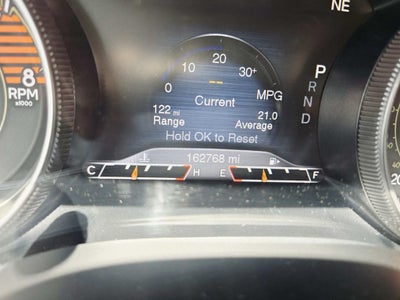 NE
20
10 30+
0 MPG
Current
122 mi 21.0
Range Average
Hold OK to Reset
P
R
N
D
8
RPM
x1000
162768 mi
C H E F
20